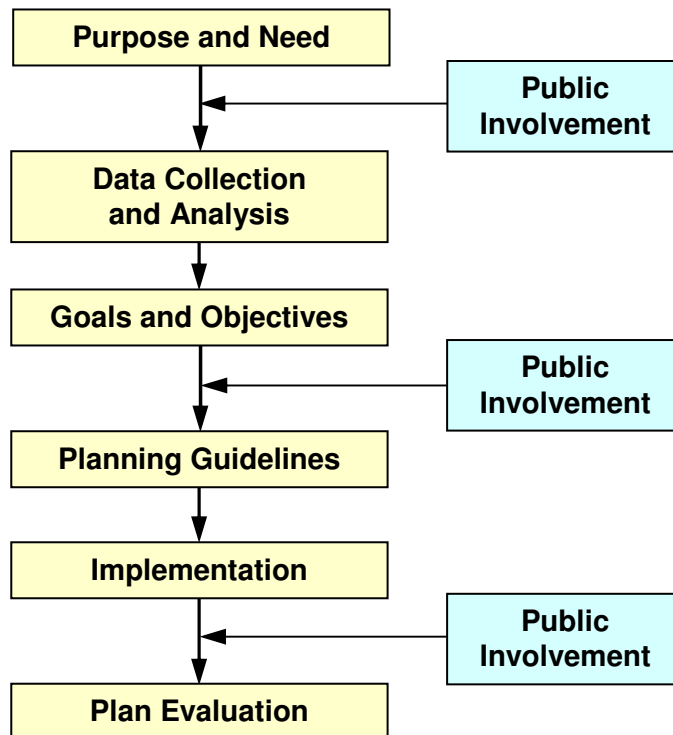 Purpose and Need
Public
Involvement
Data Collection
and Analysis
Goals and Objectives
Public
Involvement
Planning Guidelines
Implementation
Public
Involvement
Plan Evaluation